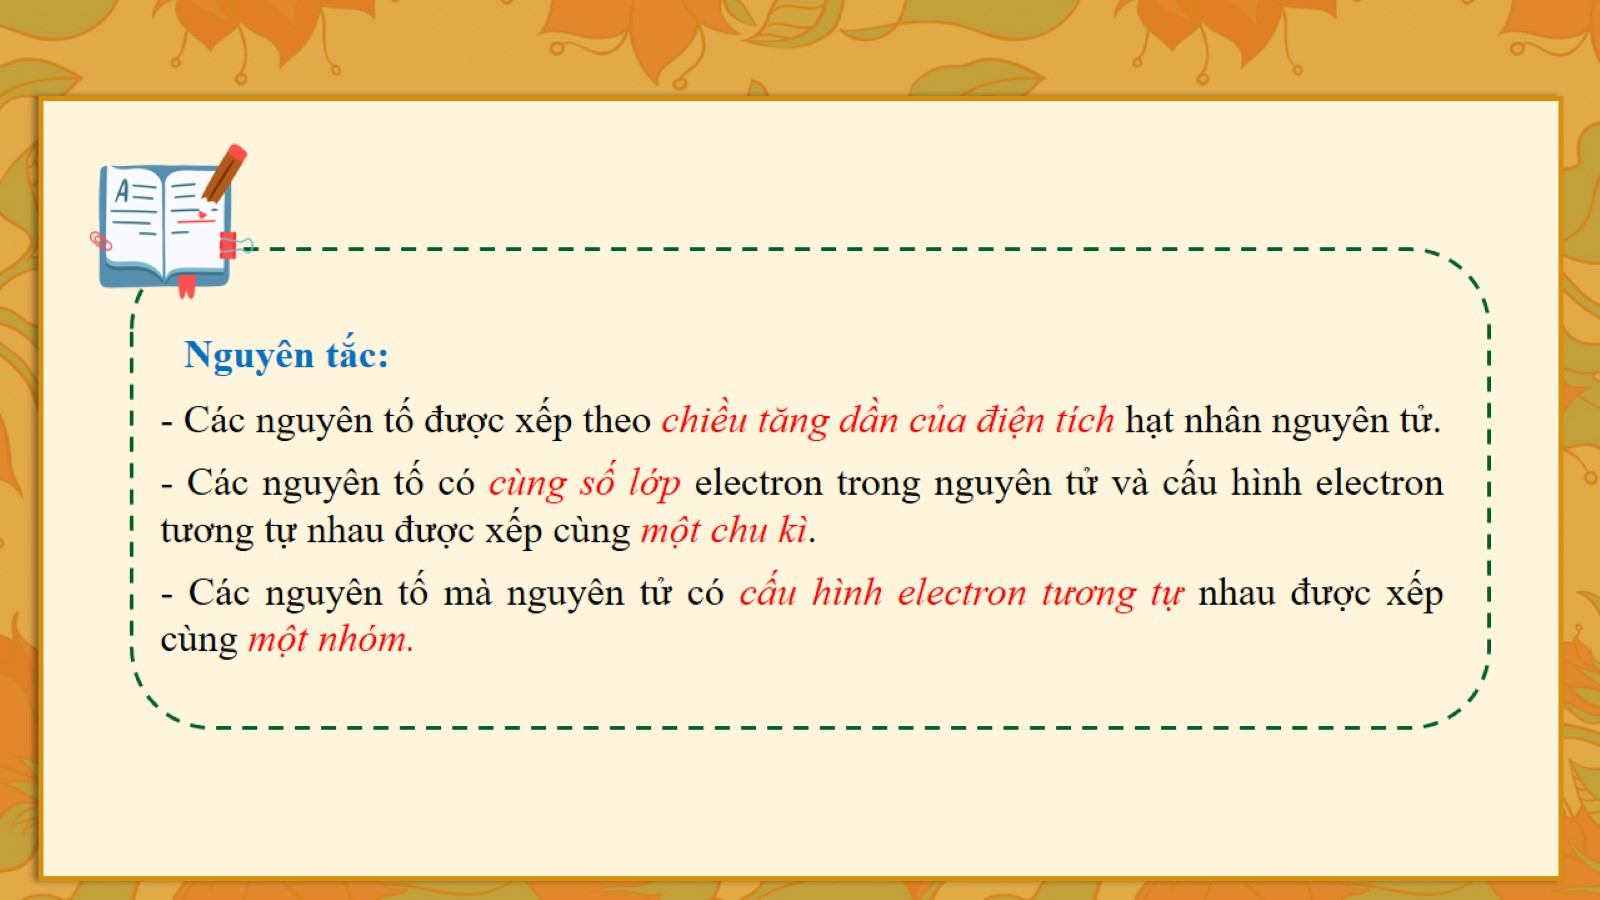 A
Nguyên tắc:
- Các nguyên tố được xếp theo chiều tăng dần của điện tích hạt nhân nguyên tử.
- Các nguyên tố có cùng số lớp electron trong nguyên tử và cấu hình electron
tương tự nhau được xếp cùng một chu kì.
- Các nguyên tố mà nguyên tử có cấu hình electron tương tự nhau được xếp
cùng một nhóm.